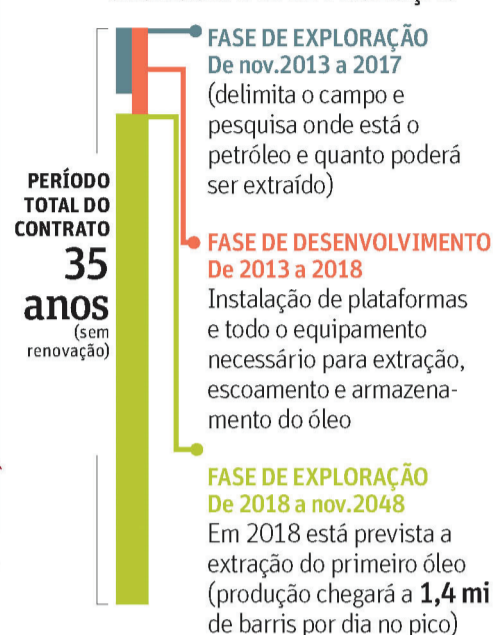 FASE DE EXPLORAÇÃO
De nov.2013 a 2017
(delimita o campo e
pesquisa onde está o
petróleo e quanto poderá
ser extraído)
PERÍODO
TOTAL DO
CONTRATO
35
anos
(sem
renovação)
FASE DE DESENVOLVIMENTO
De 2013 a 2018
Instalação de plataformas
e todo o equipamento
necessário para extração,
escoamento e armazena-
mento do óleo
FASE DE EXPLORAÇÃO
De 2018 a nov.2048
Em 2018 está prevista a
extração do primeiro óleo
(produção chegará a 1,4 mi
de barris por dia no pico)